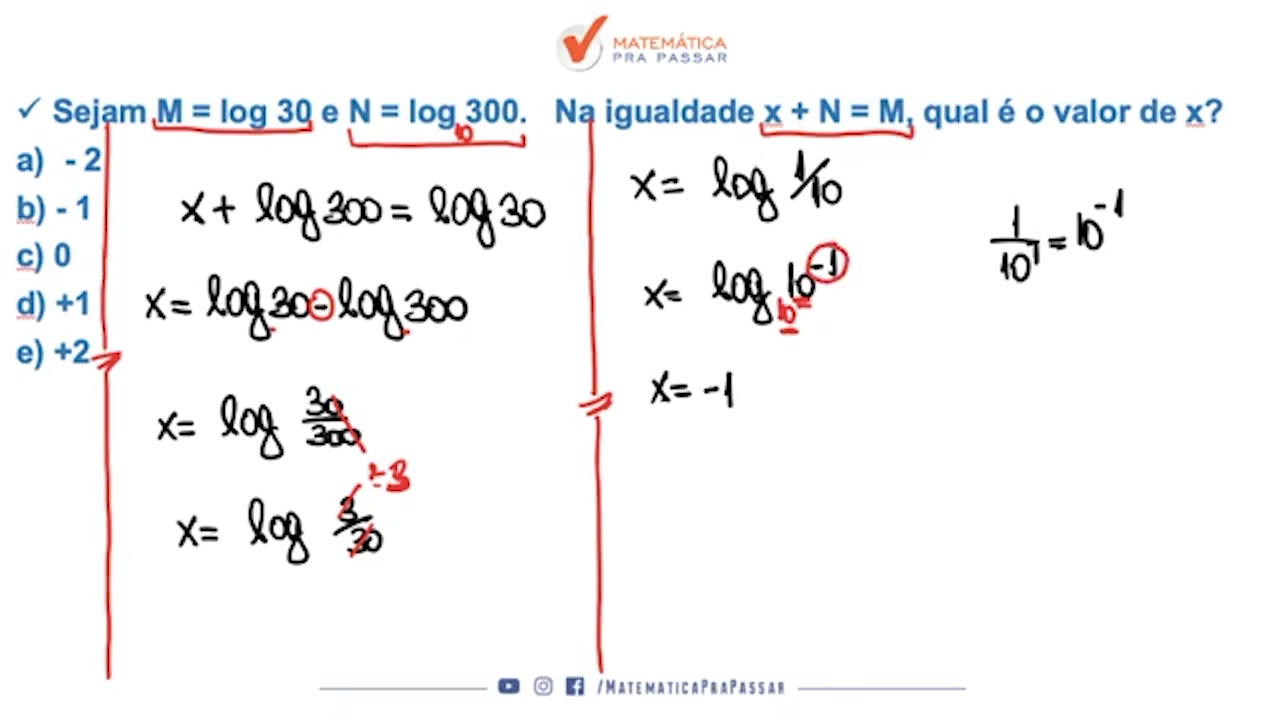 MATEMÁTICA
PRA PASSAR
✓ Sejam M = log 30 e N = log 300. Na igualdade x + N = M, qual é o valor de x?
10
a) - 2
b) - 1
c) 0
d) +1
e) +2
x + log 300 = log 30
x = log 30 - log 300
x = log 30/300
÷3
x = log 3/30
x = log 1/10
x = log₁₀ 10⁻¹
x = -1
1/10¹ = 10⁻¹
/MATEMATICAPRAPASSAR